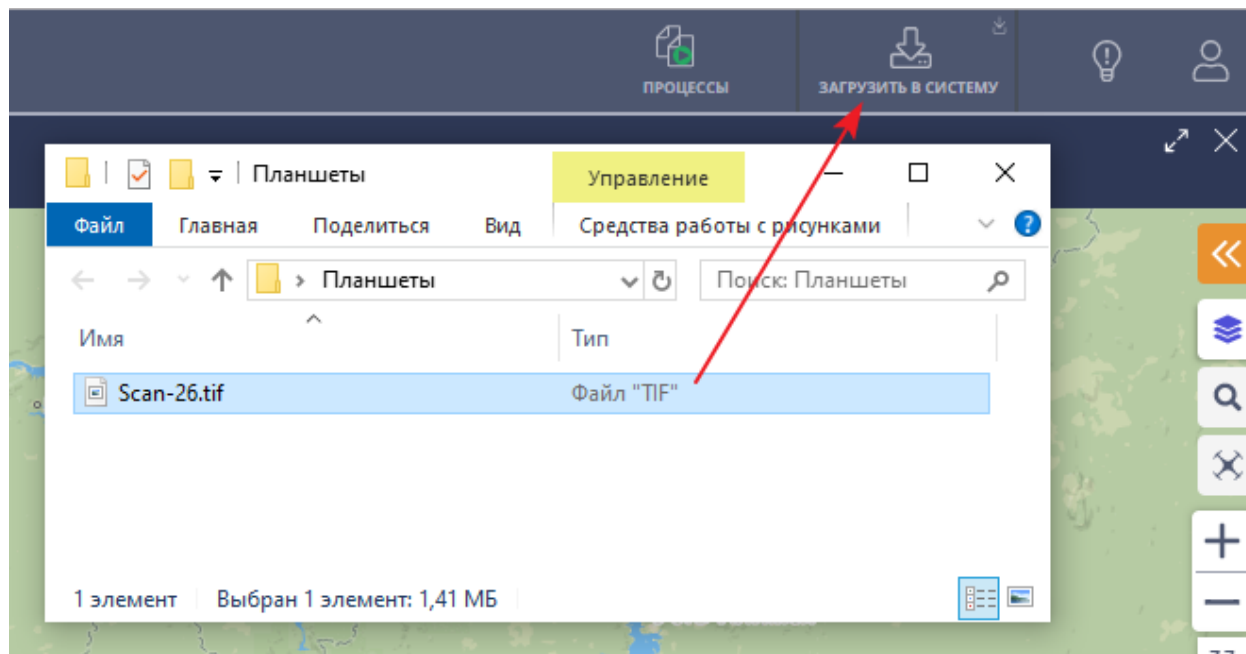 ПРОЦЕССЫ
ЗАГРУЗИТЬ В СИСТЕМУ
Планшеты
Управление
Файл
Главная
Поделиться
Вид
Средства работы с рисунками
Планшеты
Поиск: Планшеты
Имя
Тип
Scan-26.tif
Файл "TIF"
1 элемент
Выбран 1 элемент: 1,41 МБ